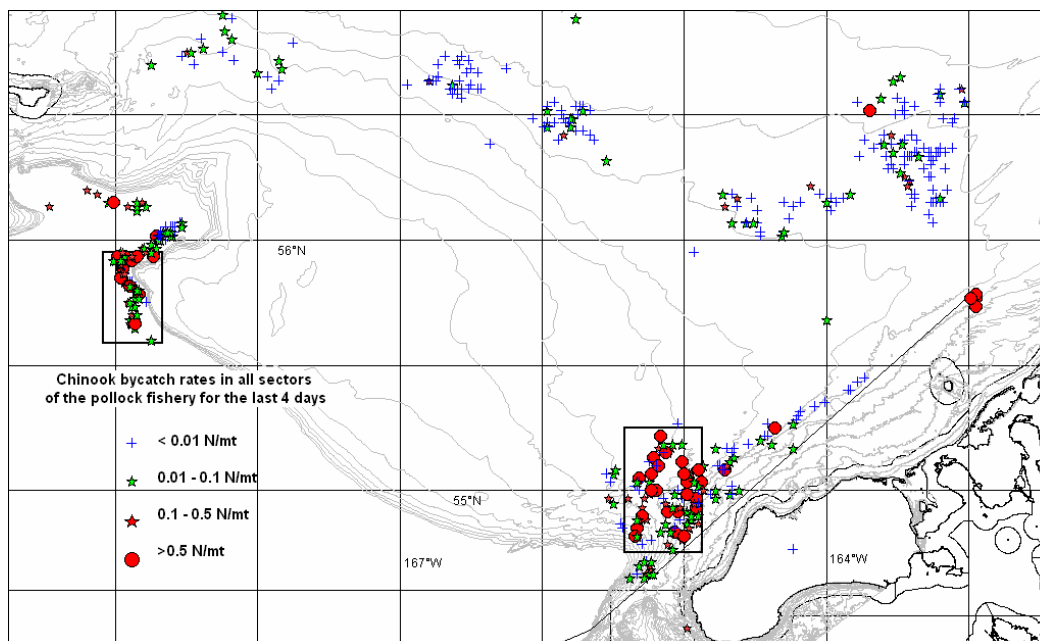 56°N
Chinook bycatch rates in all sectors
of the pollock fishery for the last 4 days
< 0.01 N/mt
0.01 - 0.1 N/mt
0.1 - 0.5 N/mt
>0.5 N/mt
55°N
167°W
164°W